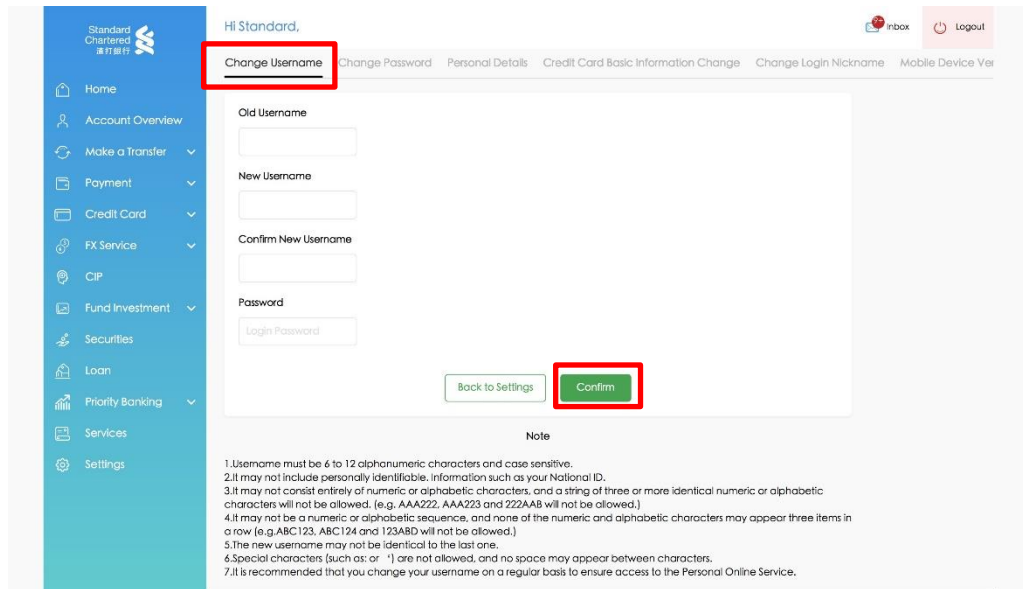 Standard
Chartered
渣打銀行
Hi Standard,
Inbox
Logout
Change Username
Change Password
Personal Details
Credit Card Basic Information Change
Change Login Nickname
Mobile Device Ver
Home
Account Overview
Make a Transfer
Payment
Credit Card
FX Service
CIP
Fund Investment
Securities
Loan
Priority Banking
Services
Settings
Old Username
New Username
Confirm New Username
Password
Login Password
Back to Settings
Confirm
Note
1.Username must be 6 to 12 alphanumeric characters and case sensitive.
2.It may not include personally identifiable. Information such as your National ID.
3.It may not consist entirely of numeric or alphabetic characters, and a string of three or more identical numeric or alphabetic
characters will not be allowed. (e.g. AAA222, AAA223 and 222AAB will not be allowed.)
4.It may not be a numeric or alphabetic sequence, and none of the numeric and alphabetic characters may appear three items in
a row (e.g.ABC123, ABC124 and 123ABD will not be allowed.)
5.The new username may not be identical to the last one.
6.Special characters (such as: or ‘) are not allowed, and no space may appear between characters.
7.It is recommended that you change your username on a regular basis to ensure access to the Personal Online Service.